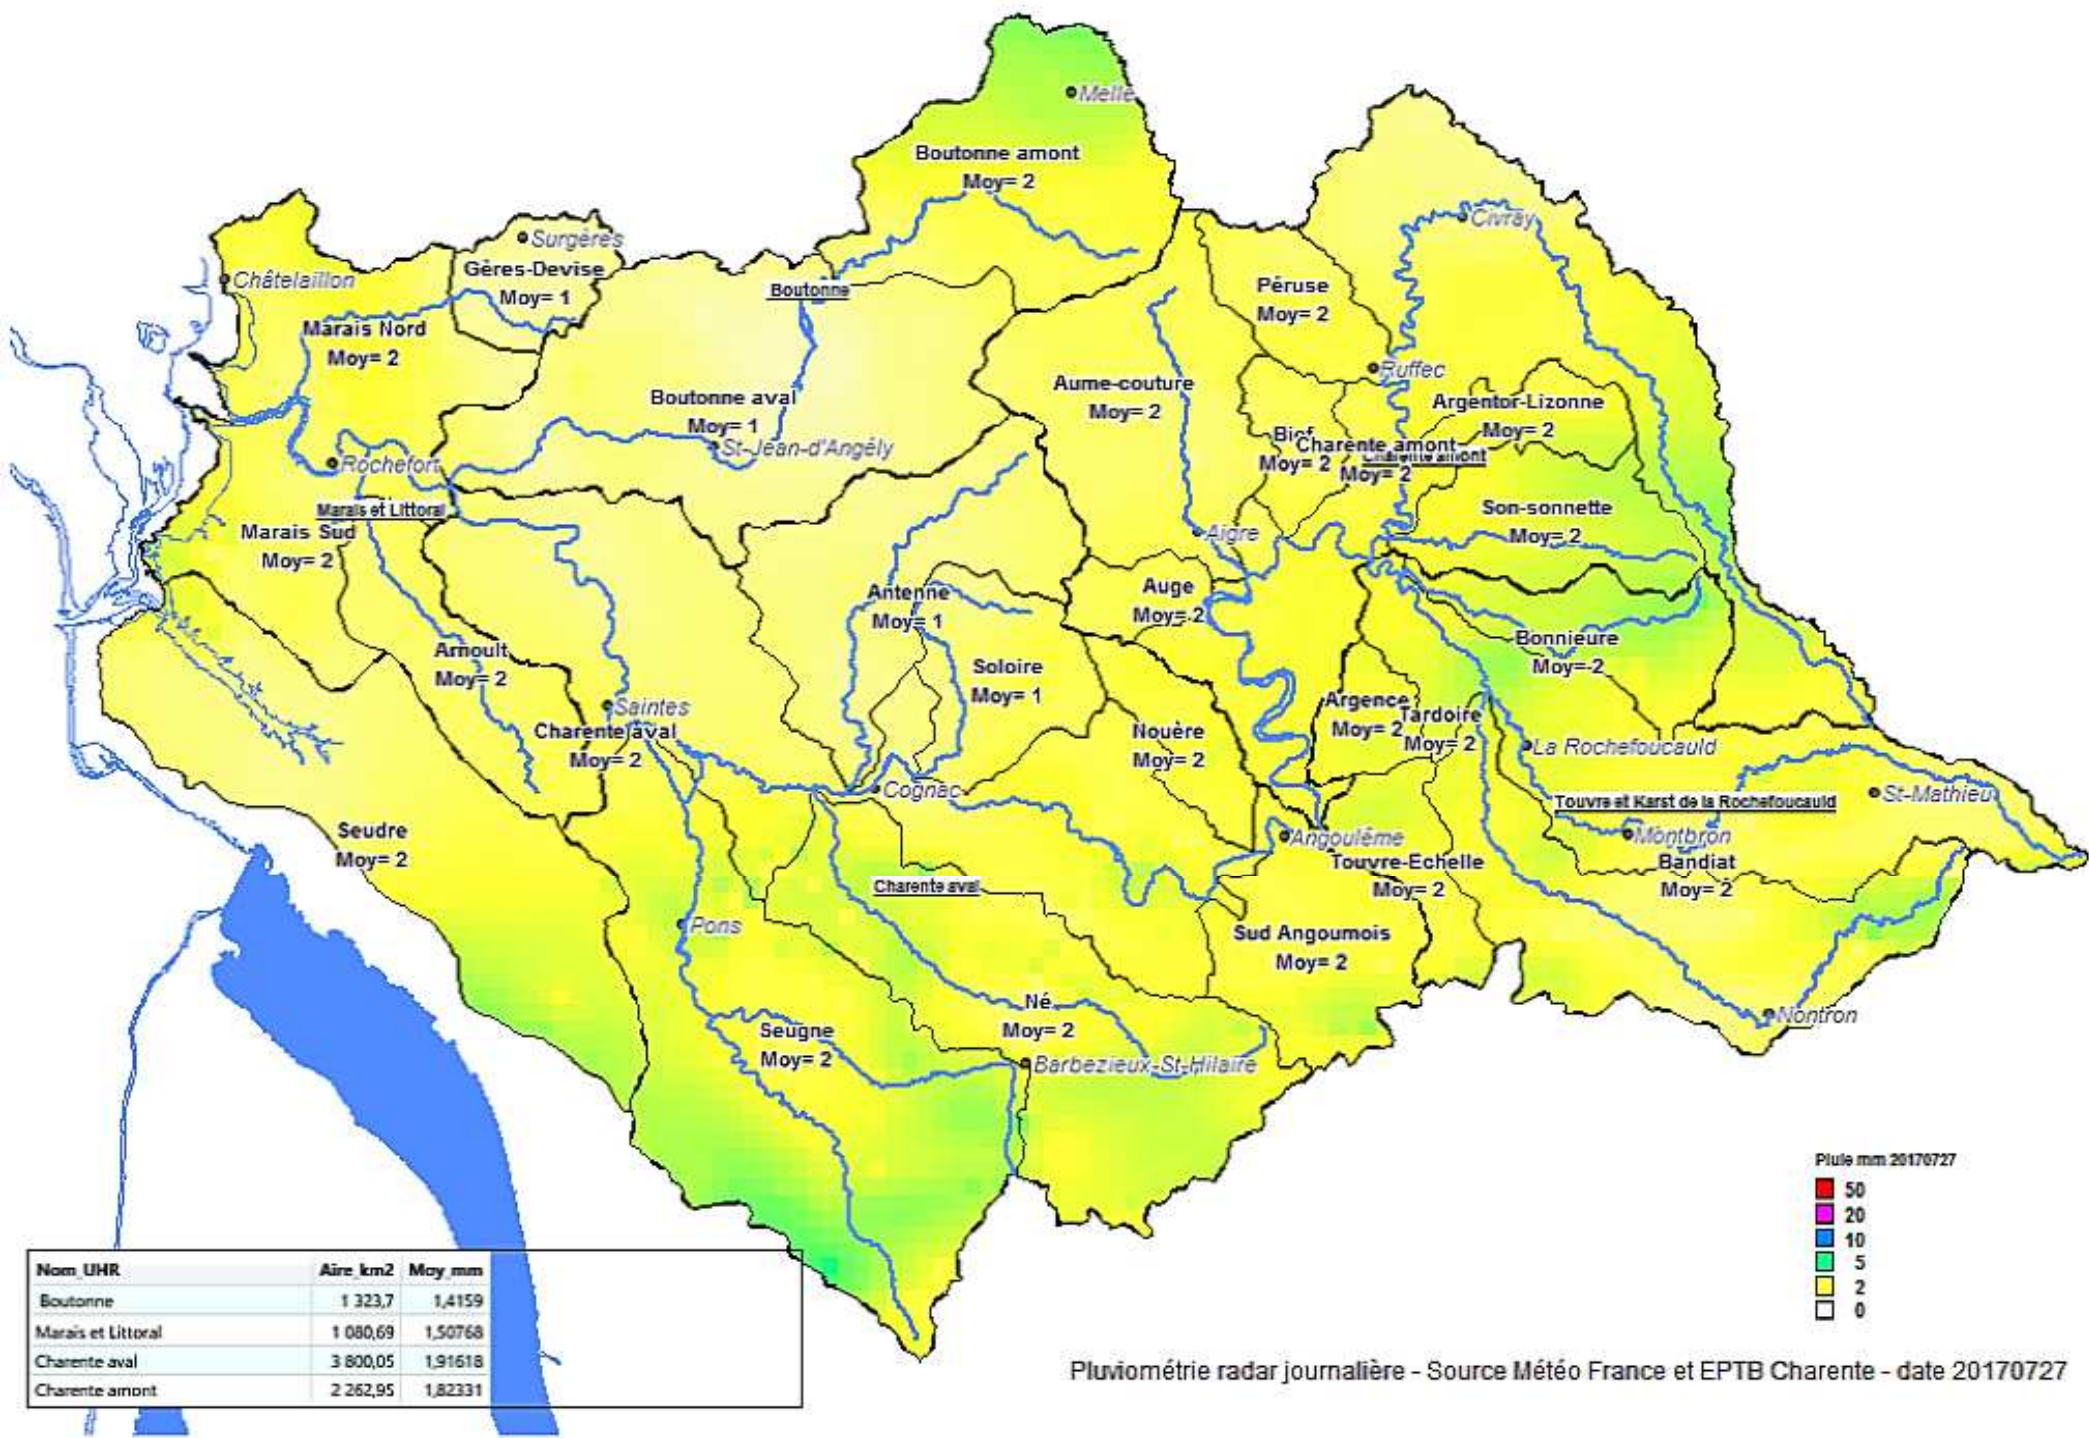 Melle
Boutonne amont
Moy= 2
Civray
Surgères
Gères-Devise
Moy= 1
Châtelaillon
Boutonne
Péruse
Moy= 2
Marais Nord
Moy= 2
Ruffec
Aume-couture
Moy= 2
Boutonne aval
Moy= 1
Argentor-Lizonne
Moy= 2
St-Jean-d'Angély
Bief
Moy= 2
Charente amont
Moy= 2
Charente amont
Rochefort
Marais et Littoral
Son-sonnette
Moy= 2
Marais Sud
Moy= 2
Aigre
Auge
Moy= 2
Antenne
Moy= 1
Bonnieure
Moy= 2
Arnoult
Moy= 2
Soloire
Moy= 1
Saintes
Argence
Moy= 2
Tardoire
Moy= 2
Charente aval
Moy= 2
Nouère
Moy= 2
La Rochefoucauld
Cognac
St-Mathieu
Touvre et Karst de la Rochefoucauld
Seudre
Moy= 2
Angoulême
Montbron
Touvre-Echelle
Moy= 2
Bandiat
Moy= 2
Charente aval
Pons
Sud Angoumois
Moy= 2
Né
Moy= 2
Nontron
Seugne
Moy= 2
Barbezieux-St-Hilaire
Pluie mm 20170727
50
20
10
5
2
0
Nom_UHR Aire_km2 Moy_mm
Boutonne 1 323,7 1,4159
Marais et Littoral 1 080,69 1,50768
Charente aval 3 800,05 1,91618
Charente amont 2 262,95 1,82331
Pluviométrie radar journalière - Source Météo France et EPTB Charente - date 20170727